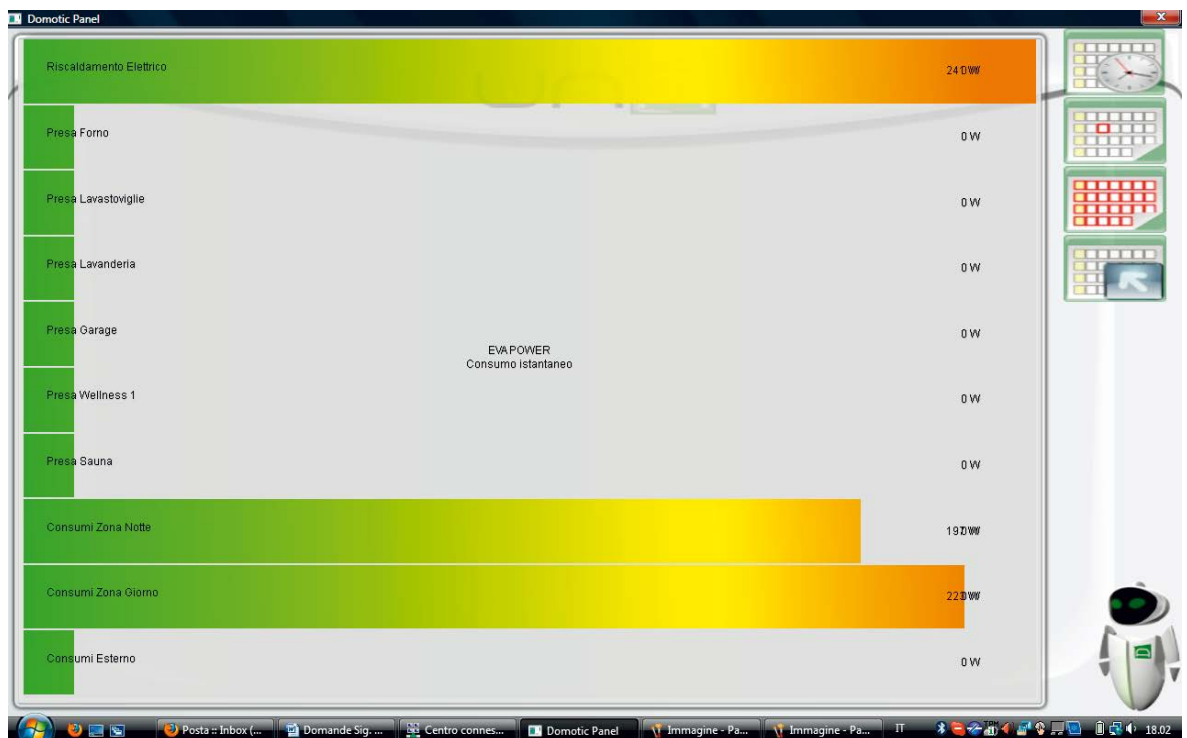 Domotic Panel
Riscaldamento Elettrico
Presa Forno 0 W
Presa Lavastoviglie 0 W
Presa Lavanderia 0 W
Presa Garage 0 W
EVA POWER
Consumo istantaneo
Presa Wellness 1 0 W
Presa Sauna 0 W
Consumi Zona Notte
Consumi Zona Giorno
Consumi Esterno 0 W
Posta :: Inbox (... Domande Sig. ... Centro connes... Domotic Panel Immagine - Pa... Immagine - Pa... IT 18.02